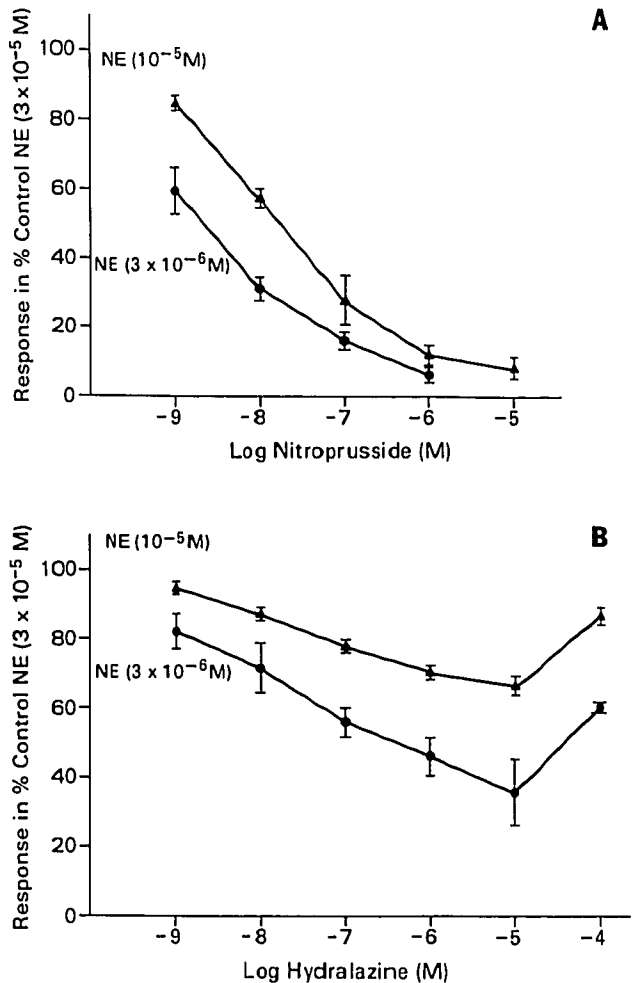 A
Response in % Control NE (3 x 10⁻⁵ M)
100
80
60
40
20
0
NE (10⁻⁵M)
NE (3 x 10⁻⁶M)
-9 -8 -7 -6 -5
Log Nitroprusside (M)
B
Response in % Control NE (3 x 10⁻⁵ M)
100
80
60
40
20
0
NE (10⁻⁵M)
NE (3 x 10⁻⁶M)
-9 -8 -7 -6 -5 -4
Log Hydralazine (M)